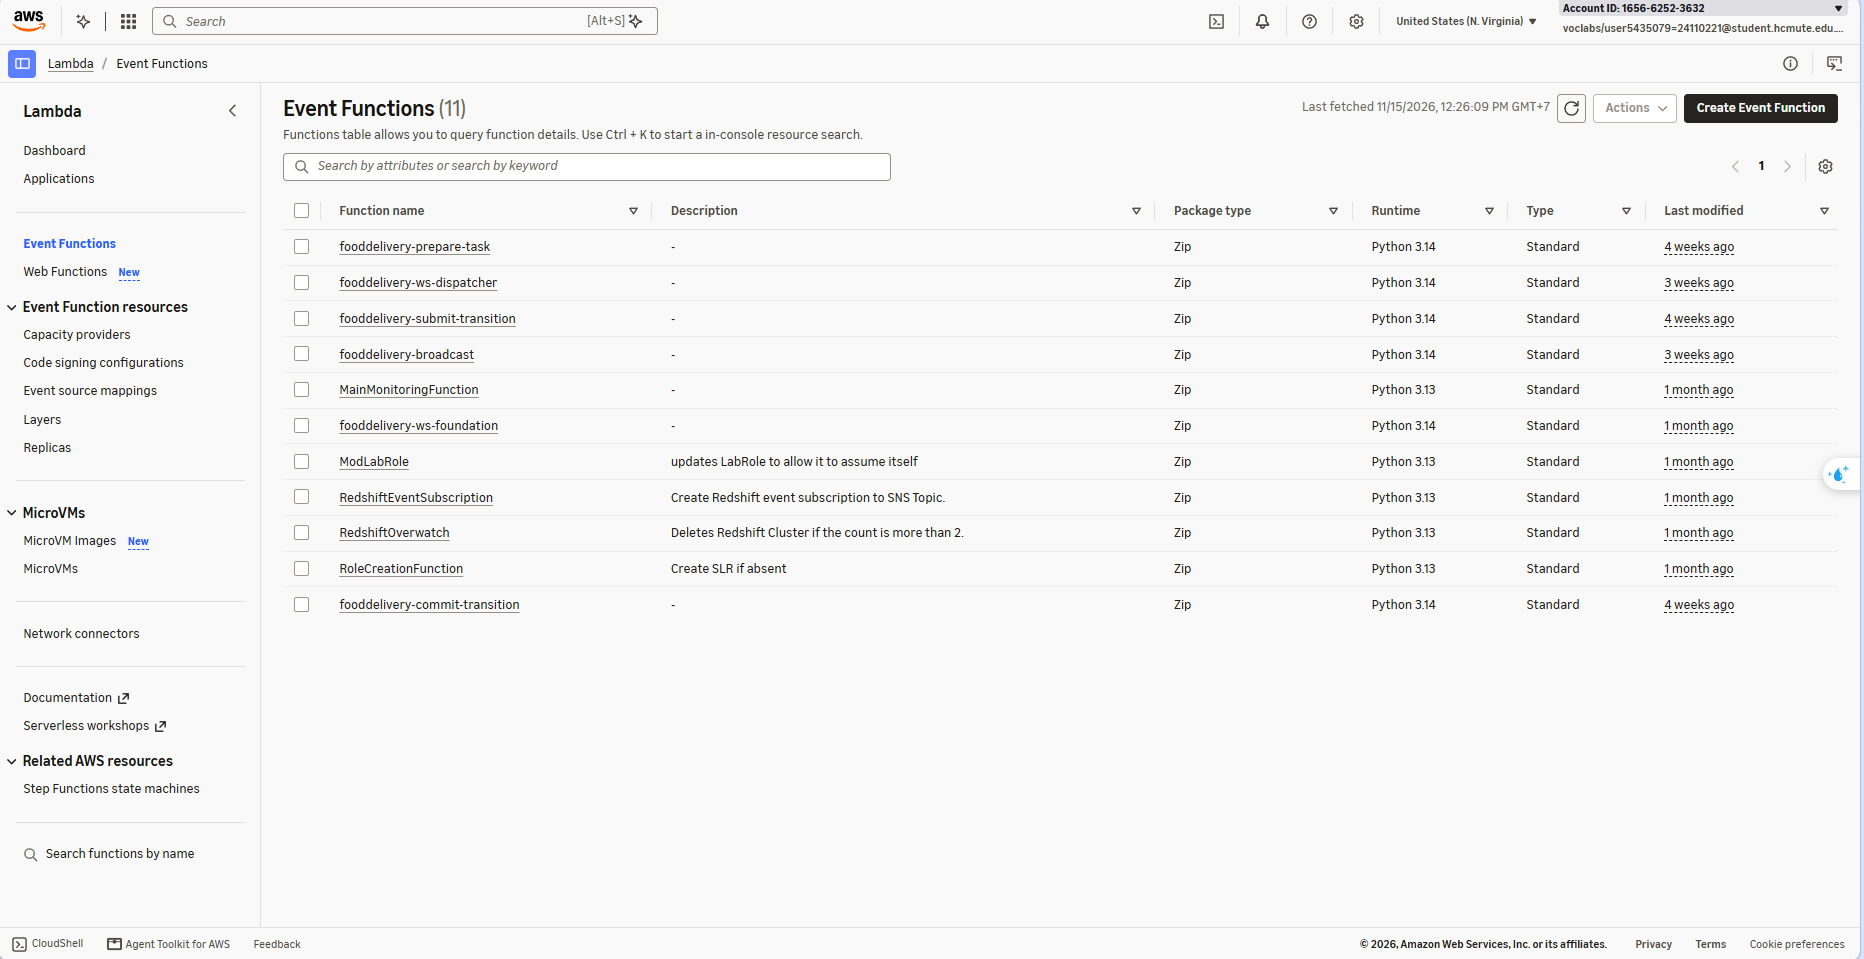 aws
Search [Alt+S]
United States (N. Virginia)
Account ID: 1656-6252-3632
voclabs/user5435079=24110221@student.hcmute.edu....
Lambda / Event Functions
Lambda
Dashboard
Applications
Event Functions
Web Functions New
Event Function resources
Capacity providers
Code signing configurations
Event source mappings
Layers
Replicas
MicroVMs
MicroVM Images New
MicroVMs
Network connectors
Documentation
Serverless workshops
Related AWS resources
Step Functions state machines
Search functions by name
Event Functions (11)
Last fetched 11/15/2026, 12:26:09 PM GMT+7
Actions
Create Event Function
Functions table allows you to query function details. Use Ctrl + K to start a in-console resource search.
Search by attributes or search by keyword
1
Function name Description Package type Runtime Type Last modified
fooddelivery-prepare-task - Zip Python 3.14 Standard 4 weeks ago
fooddelivery-ws-dispatcher - Zip Python 3.14 Standard 3 weeks ago
fooddelivery-submit-transition - Zip Python 3.14 Standard 4 weeks ago
fooddelivery-broadcast - Zip Python 3.14 Standard 3 weeks ago
MainMonitoringFunction - Zip Python 3.13 Standard 1 month ago
fooddelivery-ws-foundation - Zip Python 3.14 Standard 1 month ago
ModLabRole updates LabRole to allow it to assume itself Zip Python 3.13 Standard 1 month ago
RedshiftEventSubscription Create Redshift event subscription to SNS Topic. Zip Python 3.13 Standard 1 month ago
RedshiftOverwatch Deletes Redshift Cluster if the count is more than 2. Zip Python 3.13 Standard 1 month ago
RoleCreationFunction Create SLR if absent Zip Python 3.13 Standard 1 month ago
fooddelivery-commit-transition - Zip Python 3.14 Standard 4 weeks ago
CloudShell Agent Toolkit for AWS Feedback
© 2026, Amazon Web Services, Inc. or its affiliates. Privacy Terms Cookie preferences